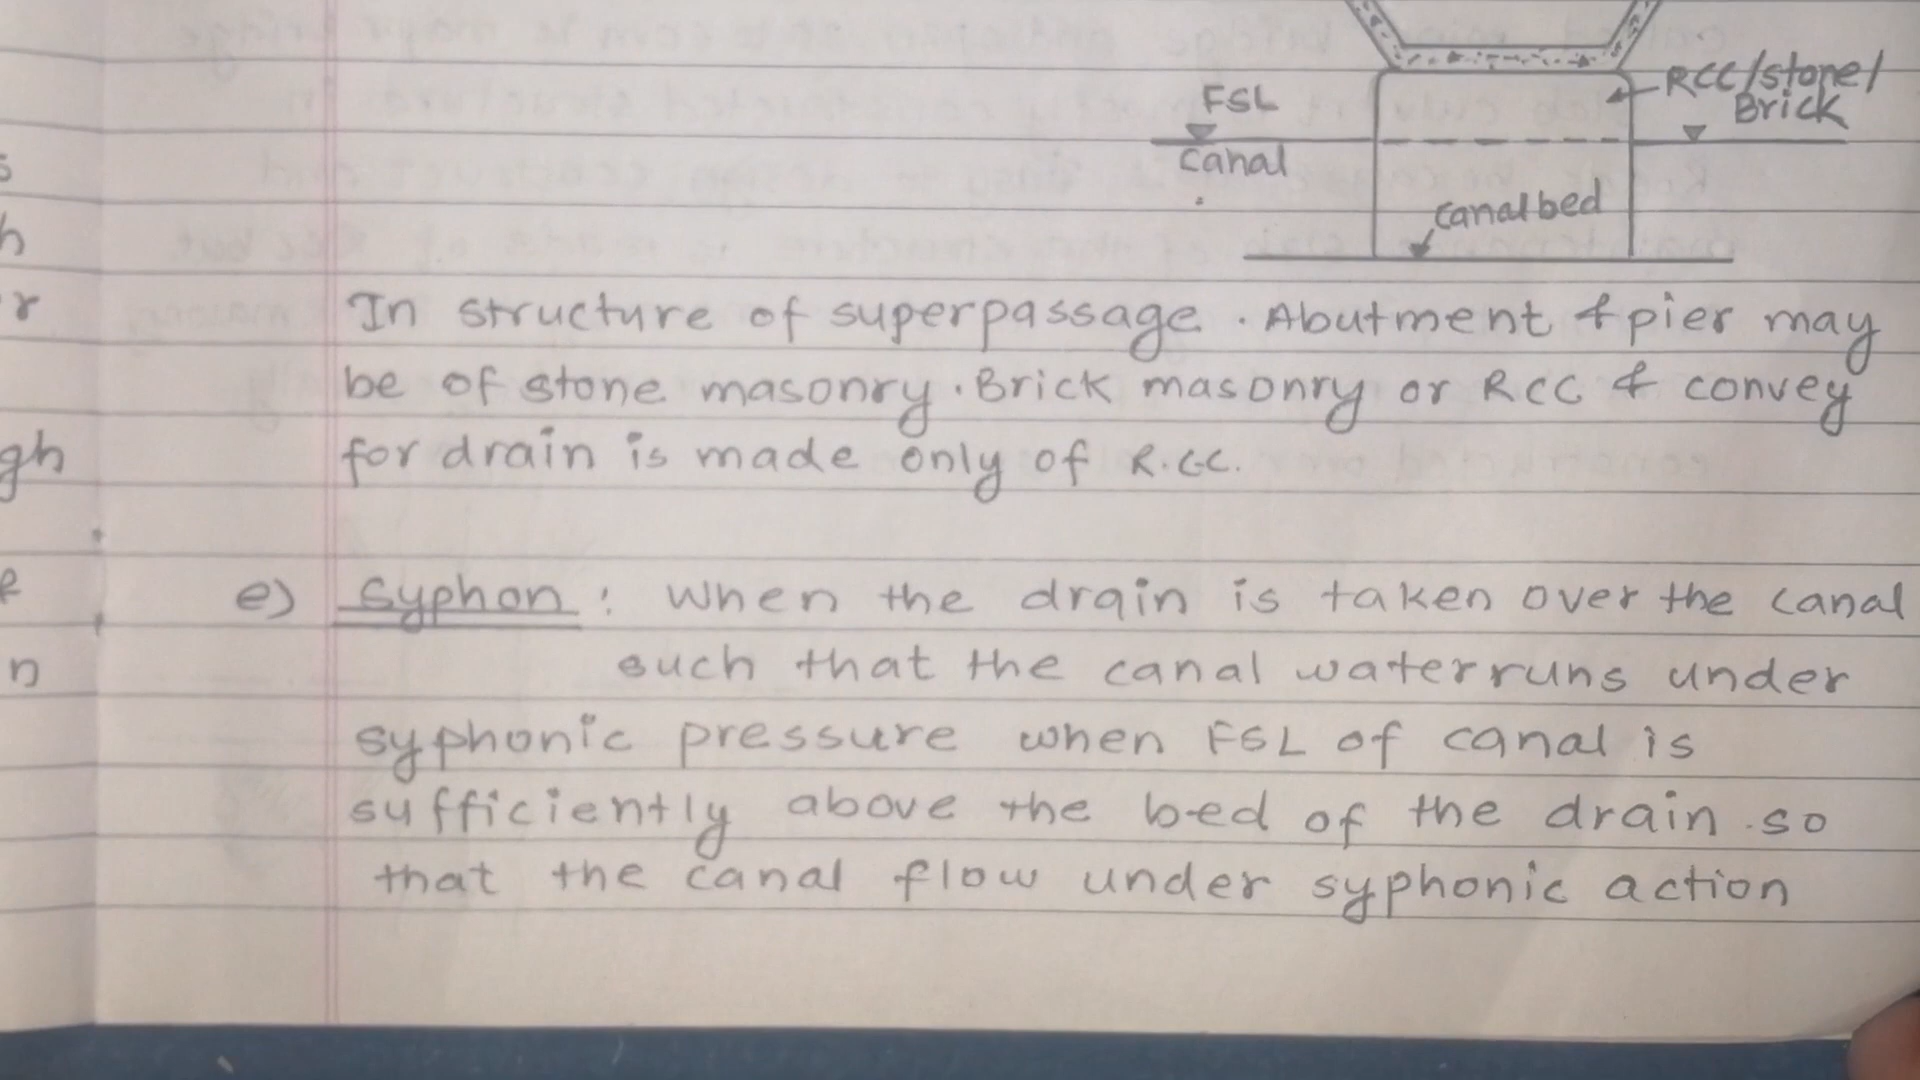 RCC/stone/
Brick
FSL
canal
canal bed
In structure of superpassage . Abutment & pier may
be of stone masonry. Brick masonry or RCC & convey
for drain is made only of R.CC.
e) Syphon : When the drain is taken over the canal
such that the canal water runs under
syphonic pressure when FSL of canal is
sufficiently above the bed of the drain .so
that the canal flow under syphonic action
gh
r
n